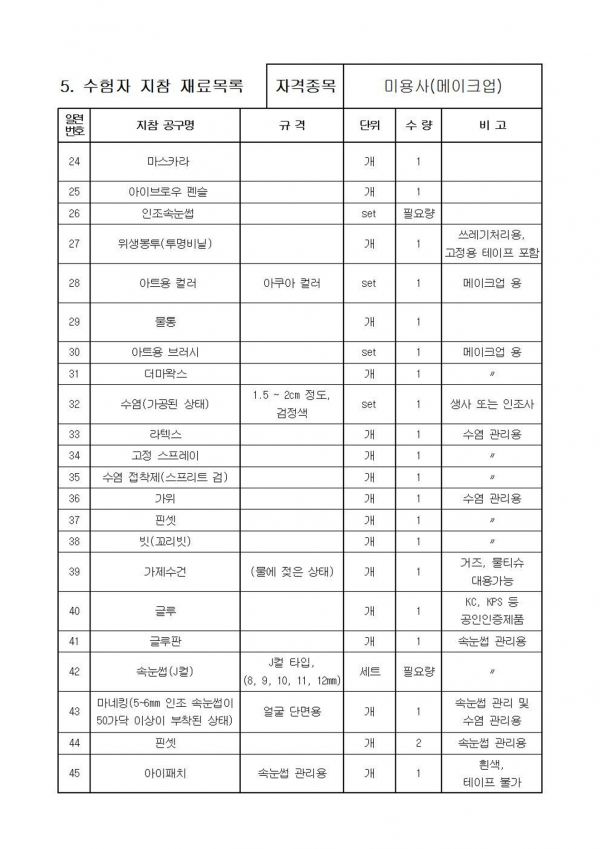 5. 수험자 지참 재료목록 자격종목 미용사(메이크업)
일련
번호 지참 공구명 규 격 단위 수 량 비 고
24 마스카라 개 1
25 아이브로우 펜슬 개 1
26 인조속눈썹 set 필요량
27 위생봉투(투명비닐) 개 1 쓰레기처리용,
고정용 테이프 포함
28 아트용 컬러 아쿠아 컬러 set 1 메이크업 용
29 물통 개 1
30 아트용 브러시 set 1 메이크업 용
31 더마왁스 개 1 〃
32 수염(가공된 상태) 1.5 ~ 2cm 정도,
검정색 set 1 생사 또는 인조사
33 라텍스 개 1 수염 관리용
34 고정 스프레이 개 1 〃
35 수염 접착제(스프리트 검) 개 1 〃
36 가위 개 1 수염 관리용
37 핀셋 개 1 〃
38 빗(꼬리빗) 개 1 〃
39 가제수건 (물에 젖은 상태) 개 1 거즈, 물티슈
대용가능
40 글루 개 1 KC, KPS 등
공인인증제품
41 글루판 개 1 속눈썹 관리용
42 속눈썹(J컬) J컬 타입,
(8, 9, 10, 11, 12mm) 세트 필요량 〃
43 마네킹(5~6mm 인조 속눈썹이
50가닥 이상이 부착된 상태) 얼굴 단면용 개 1 속눈썹 관리 및
수염 관리용
44 핀셋 개 2 속눈썹 관리용
45 아이패치 속눈썹 관리용 개 1 흰색,
테이프 불가